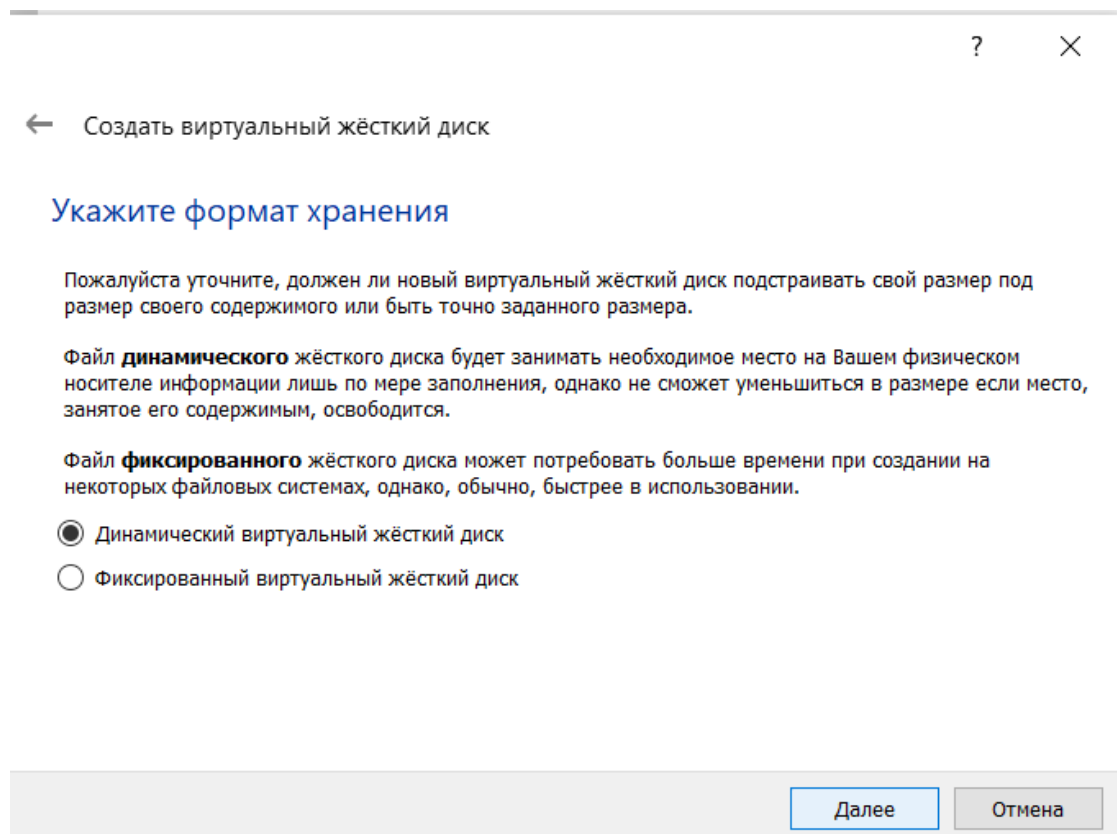 ?
Создать виртуальный жёсткий диск
Укажите формат хранения
Пожалуйста уточните, должен ли новый виртуальный жёсткий диск подстраивать свой размер под
размер своего содержимого или быть точно заданного размера.
Файл динамического жёсткого диска будет занимать необходимое место на Вашем физическом
носителе информации лишь по мере заполнения, однако не сможет уменьшиться в размере если место,
занятое его содержимым, освободится.
Файл фиксированного жёсткого диска может потребовать больше времени при создании на
некоторых файловых системах, однако, обычно, быстрее в использовании.
Динамический виртуальный жёсткий диск
Фиксированный виртуальный жёсткий диск
Далее Отмена